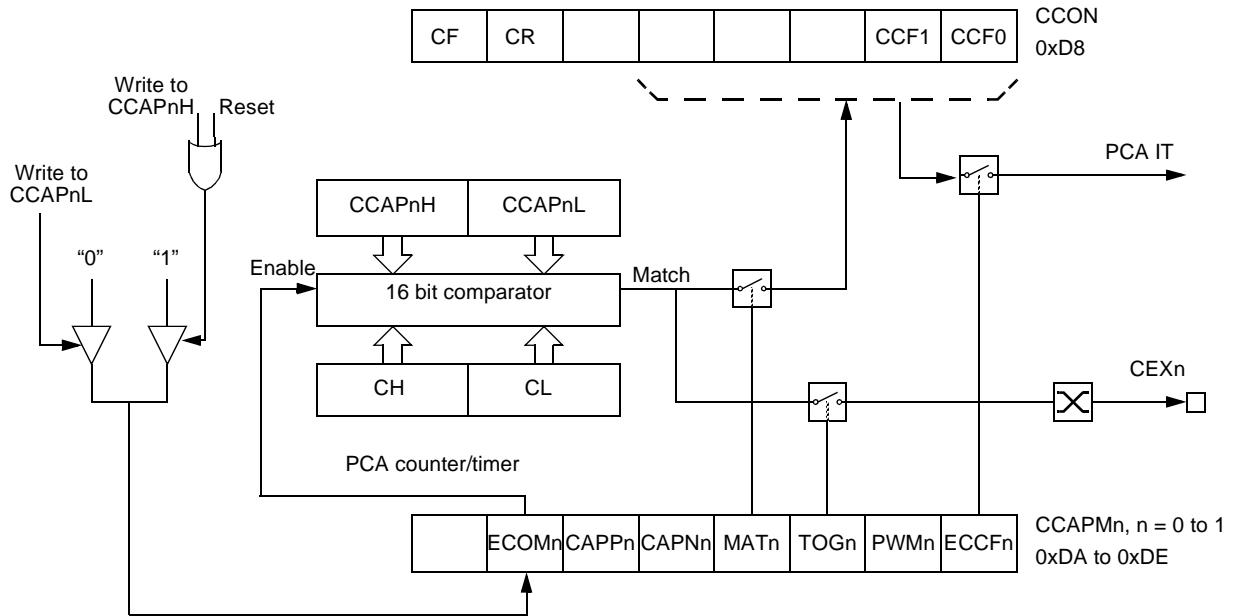 CF CR CCF1 CCF0
CCON
0xD8
Write to
CCAPnH
Reset
Write to
CCAPnL
PCA IT
CCAPnH CCAPnL
“0” “1”
Enable
16 bit comparator
Match
CH CL
CEXn
PCA counter/timer
ECOMn CAPPn CAPNn MATn TOGn PWMn ECCFn
CCAPMn, n = 0 to 1
0xDA to 0xDE